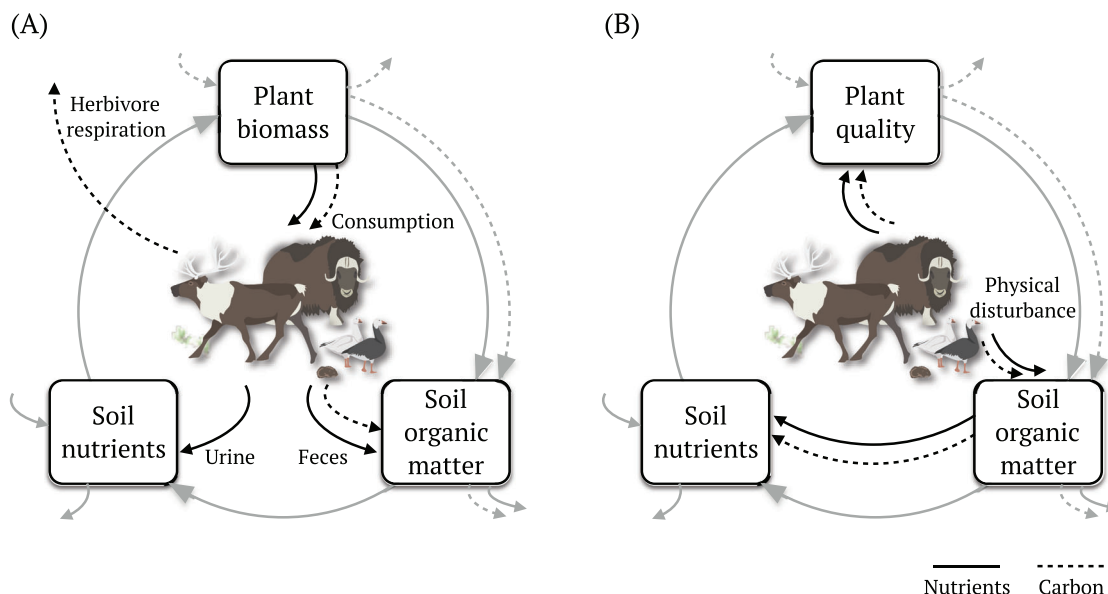 (A)
Plant
biomass
Herbivore
respiration
Consumption
Soil
nutrients
Urine
Feces
Soil
organic
matter
(B)
Plant
quality
Physical
disturbance
Soil
nutrients
Soil
organic
matter
Nutrients
Carbon